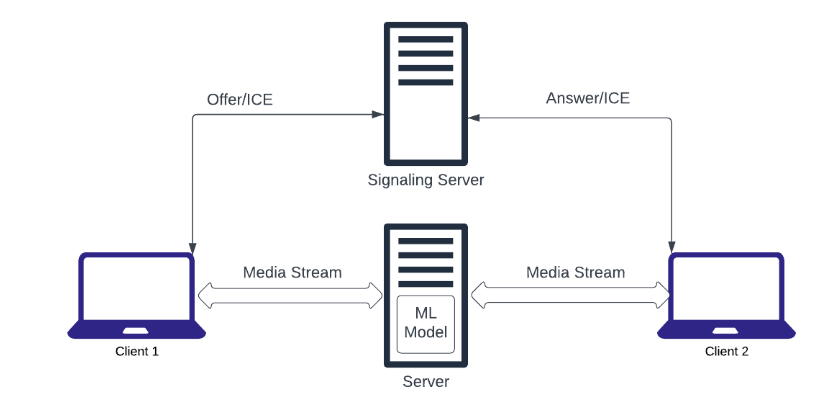 Offer/ICE
Answer/ICE
Signaling Server
Media Stream
Media Stream
ML
Model
Client 1
Client 2
Server